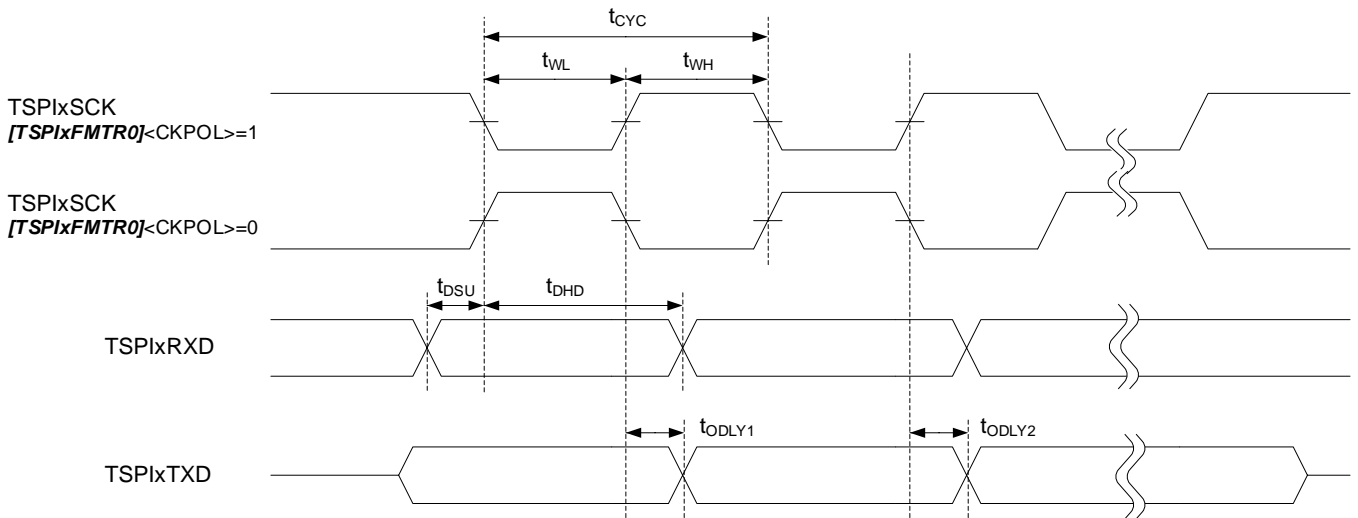 tCYC
tWL
tWH
TSPIxSCK
[TSPIxFMTR0]<CKPOL>=1
TSPIxSCK
[TSPIxFMTR0]<CKPOL>=0
tDSU
tDHD
TSPIxRXD
tODLY1
tODLY2
TSPIxTXD